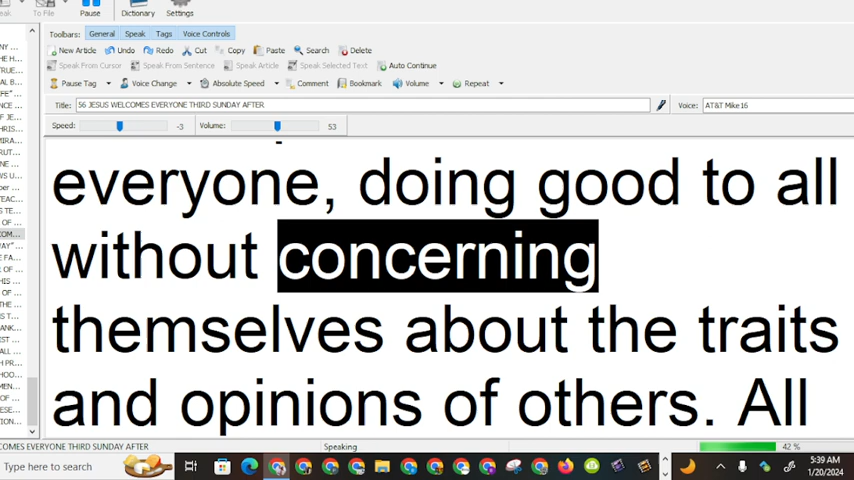 To File
Pause
Dictionary
Settings
Toolbars: General Speak Tags Voice Controls
New Article Undo Redo Cut Copy Paste Search Delete
Speak From Cursor Speak From Sentence Speak Article Speak Selected Text Auto Continue
Pause Tag Voice Change Absolute Speed Comment Bookmark Volume Repeat
Title: 56 JESUS WELCOMES EVERYONE THIRD SUNDAY AFTER Voice: AT&T Mike16
Speed: -3 Volume: 53
everyone, doing good to all
without concerning
themselves about the traits
and opinions of others. All
COMES EVERYONE THIRD SUNDAY AFTER Speaking 42 %
Type here to search 5:39 AM
1/20/2024